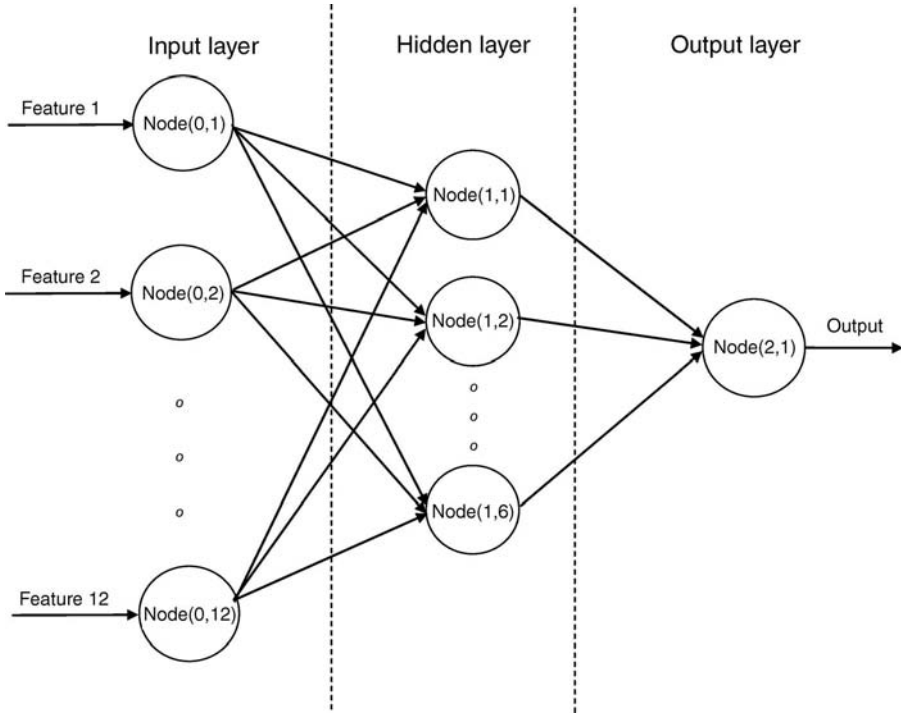 Input layer
Hidden layer
Output layer
Feature 1
Node(0,1)
Node(1,1)
Feature 2
Node(0,2)
Node(1,2)
Node(2,1)
Output
Node(1,6)
Feature 12
Node(0,12)